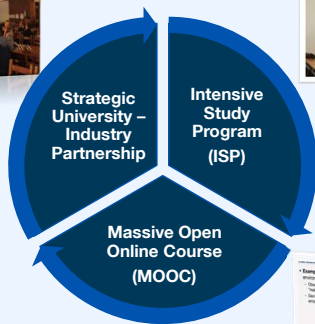 Strategic
University –
Industry
Partnership
Intensive
Study
Program
(ISP)
Massive Open
Online Course
(MOOC)